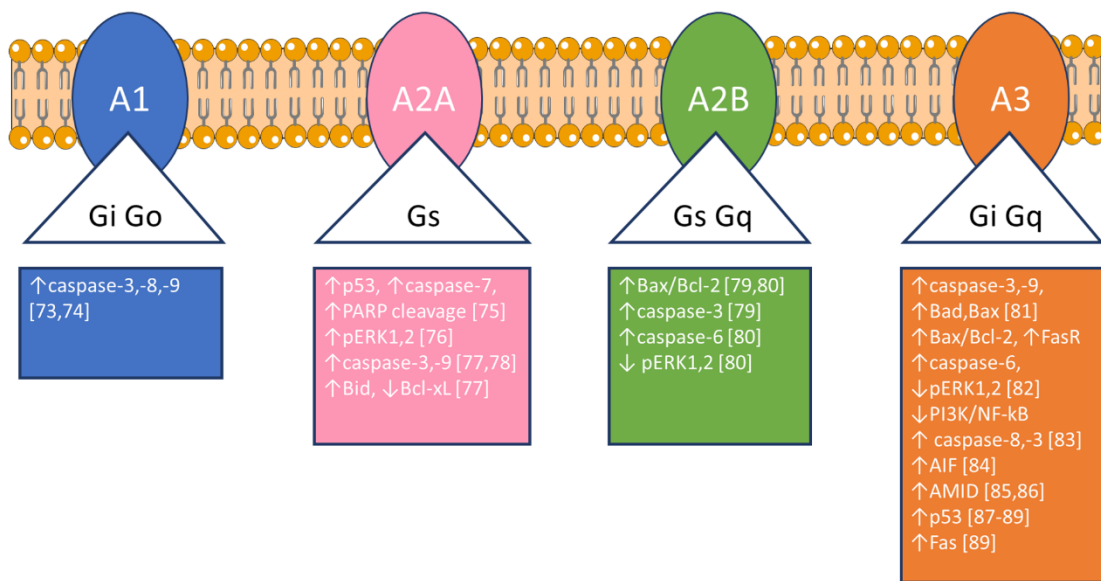 A1
A2A
A2B
A3
Gi Go
Gs
Gs Gq
Gi Gq
↑caspase-3,-8,-9
[73,74]
↑p53, ↑caspase-7,
↑PARP cleavage [75]
↑pERK1,2 [76]
↑caspase-3,-9 [77,78]
↑Bid, ↓Bcl-xL [77]
↑Bax/Bcl-2 [79,80]
↑caspase-3 [79]
↑caspase-6 [80]
↓ pERK1,2 [80]
↑caspase-3,-9,
↑Bad,Bax [81]
↑Bax/Bcl-2, ↑FasR
↑caspase-6,
↓pERK1,2 [82]
↓PI3K/NF-kB
↑ caspase-8,-3 [83]
↑AIF [84]
↑AMID [85,86]
↑p53 [87-89]
↑Fas [89]